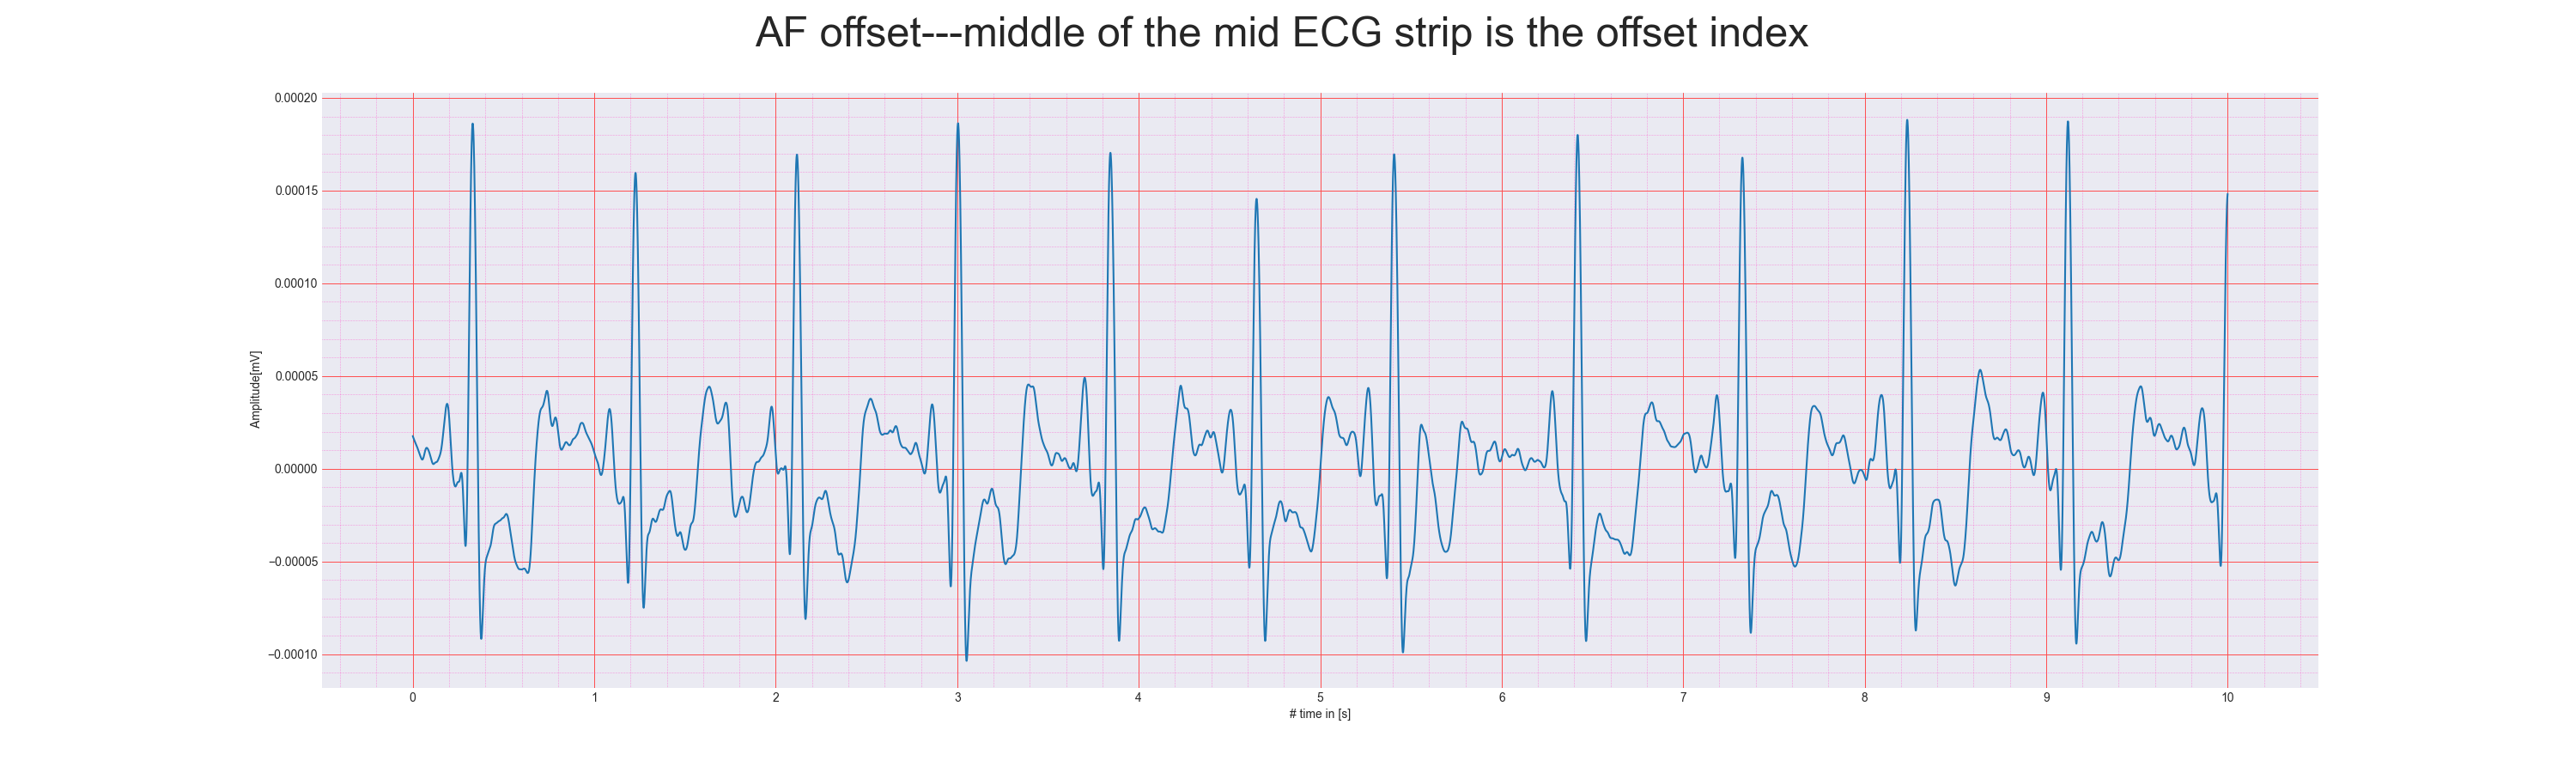 AF offset---middle of the mid ECG strip is the offset index
0.00020
0.00015
0.00010
0.00005
0.00000
−0.00005
−0.00010
Amplitude[mV]
0 1 2 3 4 5 6 7 8 9 10
# time in [s]